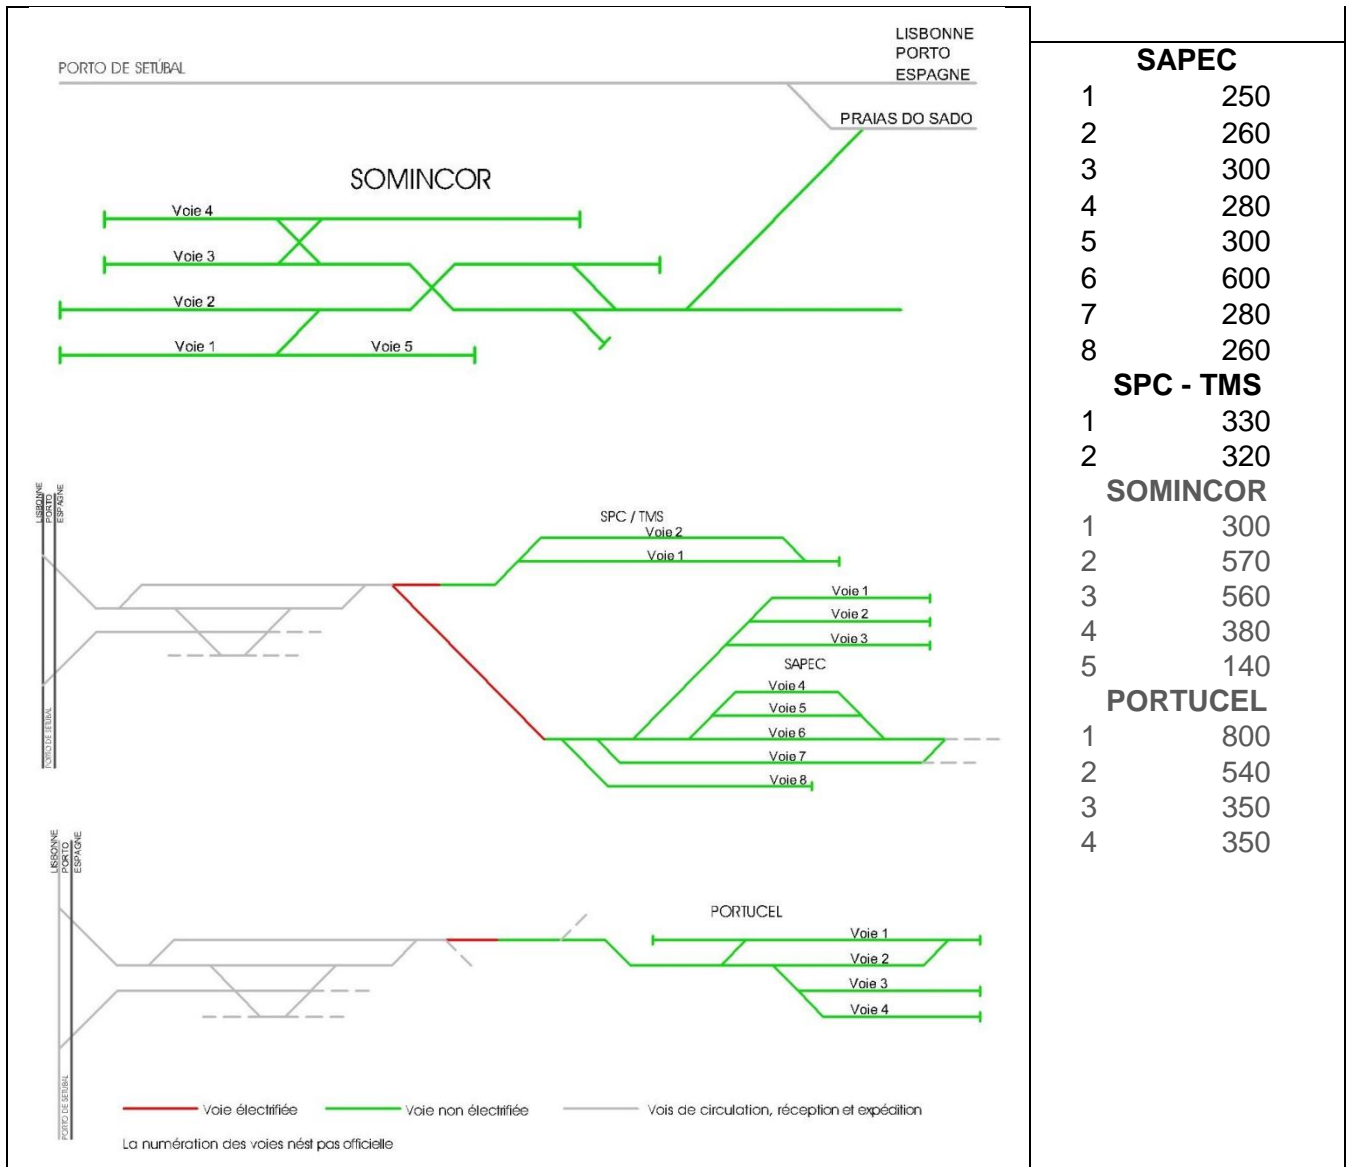 LISBONNE
PORTO
ESPAGNE
PORTO DE SETÚBAL
PRAIAS DO SADO
SOMINCOR
Voie 4
Voie 3
Voie 2
Voie 1 Voie 5
LISBONNE
PORTO
ESPAGNE
PORTO DE SETÚBAL
SPC / TMS
Voie 2
Voie 1
Voie 1
Voie 2
Voie 3
SAPEC
Voie 4
Voie 5
Voie 6
Voie 7
Voie 8
LISBONNE
PORTO
ESPAGNE
PORTO DE SETÚBAL
PORTUCEL
Voie 1
Voie 2
Voie 3
Voie 4
Voie électrifiée Voie non électrifiée Vois de circulation, réception et expédition
La numération des voies nést pas officielle
SAPEC
1 250
2 260
3 300
4 280
5 300
6 600
7 280
8 260
SPC - TMS
1 330
2 320
SOMINCOR
1 300
2 570
3 560
4 380
5 140
PORTUCEL
1 800
2 540
3 350
4 350